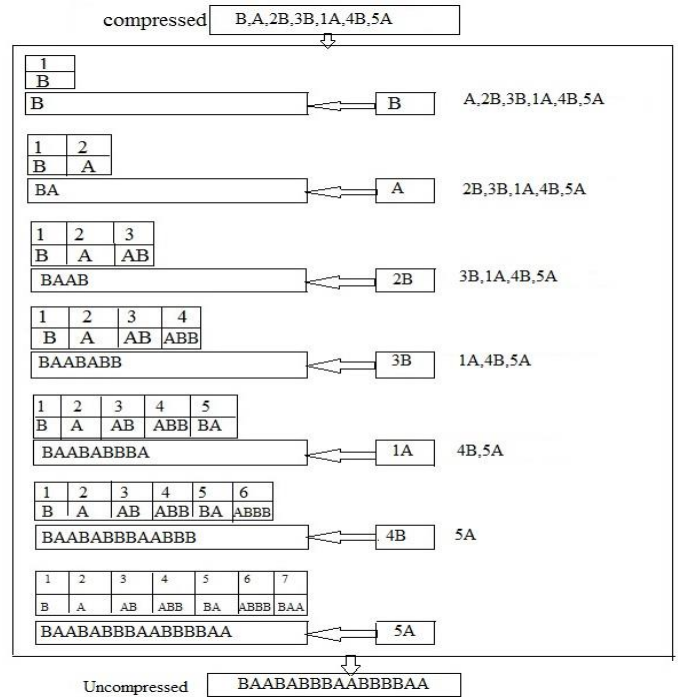 compressed B,A,2B,3B,1A,4B,5A
1
B
B B A,2B,3B,1A,4B,5A
1 2
B A
BA A 2B,3B,1A,4B,5A
1 2 3
B A AB
BAAB 2B 3B,1A,4B,5A
1 2 3 4
B A AB ABB
BAABABB 3B 1A,4B,5A
1 2 3 4 5
B A AB ABB BA
BAABABBBA 1A 4B,5A
1 2 3 4 5 6
B A AB ABB BA ABBB
BAABABBBAABBB 4B 5A
1 2 3 4 5 6 7
B A AB ABB BA ABBB BAA
BAABABBBAABBBBAA 5A
Uncompressed BAABABBBAABBBBAA